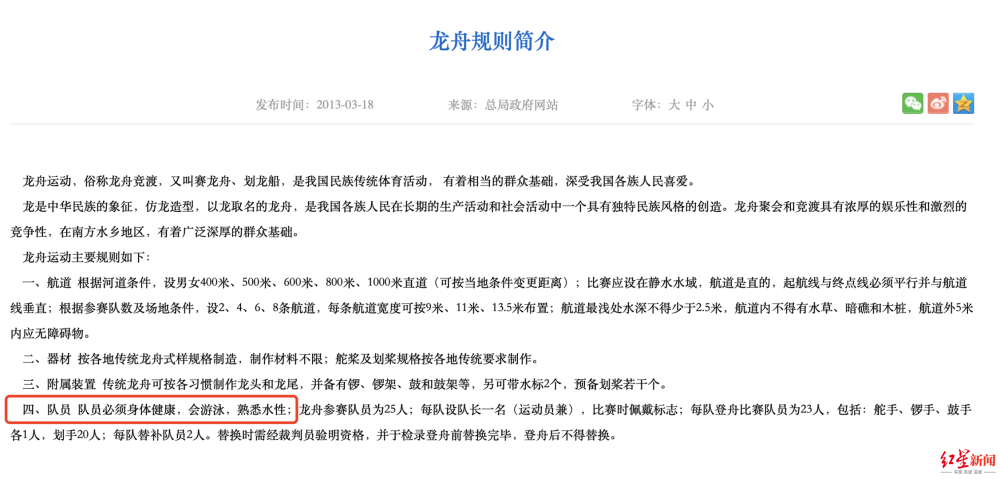 龙舟规则简介
发布时间：2013-03-18 来源：总局政府网站 字体：大 中 小
龙舟运动，俗称龙舟竞渡，又叫赛龙舟、划龙船，是我国民族传统体育活动， 有着相当的群众基础，深受我国各族人民喜爱。
龙是中华民族的象征，仿龙造型，以龙取名的龙舟，是我国各族人民在长期的生产活动和社会活动中一个具有独特民族风格的创造。龙舟聚会和竞渡具有浓厚的娱乐性和激烈的
竞争性，在南方水乡地区，有着广泛深厚的群众基础。
龙舟运动主要规则如下：
一、航道 根据河道条件，设男女400米、500米、600米、800米、1000米直道（可按当地条件变更距离）；比赛应设在静水水域，航道是直的，起航线与终点线必须平行并与航道
线垂直；根据参赛队数及场地条件，设2、4、6、8条航道，每条航道宽度可按9米、11米、13.5米布置；航道最浅处水深不得少于2.5米，航道内不得有水草、暗礁和木桩，航道外5米
内应无障碍物。
二、器材 按各地传统龙舟式样规格制造，制作材料不限；舵桨及划桨规格按各地传统要求制作。
三、附属装置 传统龙舟可按各习惯制作龙头和龙尾，并备有锣、锣架、鼓和鼓架等，另可带水标2个，预备划桨若干个。
四、队员 队员必须身体健康，会游泳，熟悉水性；龙舟参赛队员为25人；每队设队长一名（运动员兼），比赛时佩戴标志；每队登舟比赛队员为23人，包括：舵手、锣手、鼓手
各1人，划手20人；每队替补队员2人。替换时需经裁判员验明资格，并于检录登舟前替换完毕，登舟后不得替换。
红星新闻